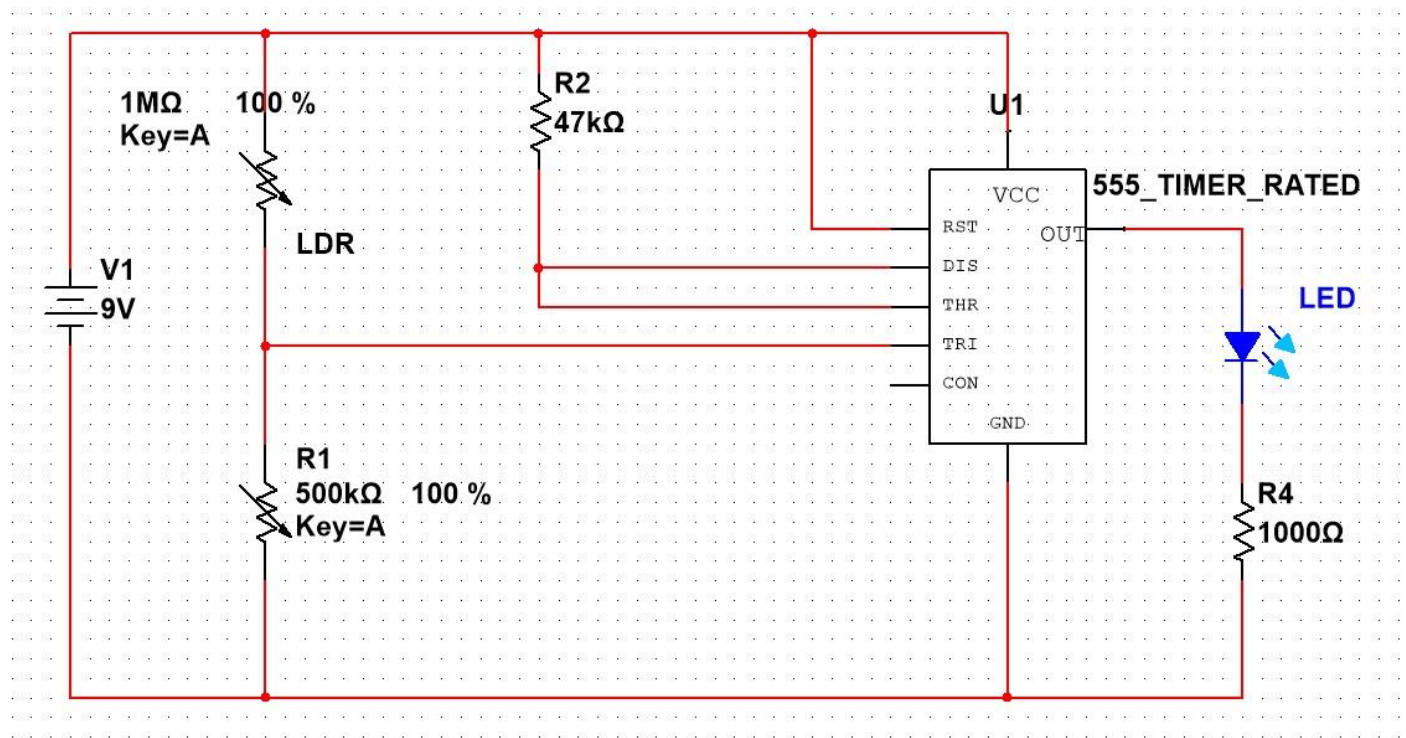 1MΩ 100 %
Key=A
LDR
V1
9V
R2
47kΩ
U1
555_TIMER_RATED
VCC
RST
OUT
DIS
THR
TRI
CON
GND
LED
R1
500kΩ 100 %
Key=A
R4
1000Ω